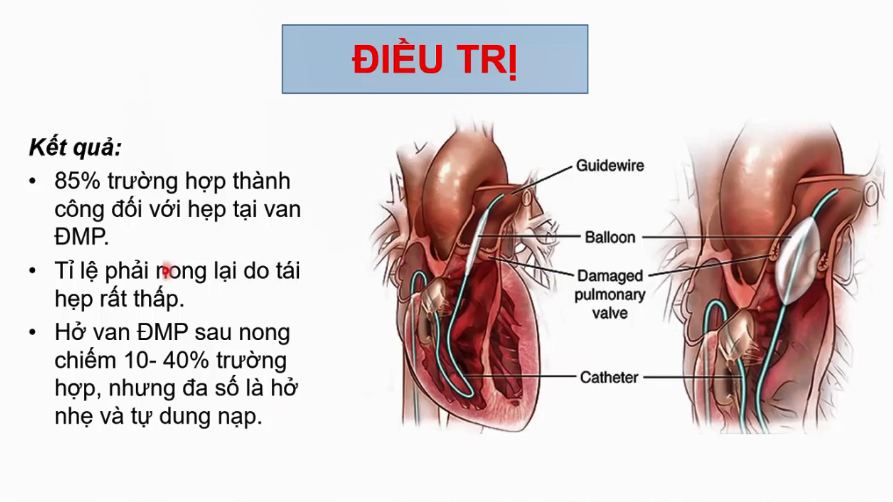 ĐIỀU TRỊ
Kết quả:
• 85% trường hợp thành
công đối với hẹp tại van
ĐMP.
• Tỉ lệ phải nong lại do tái
hẹp rất thấp.
• Hở van ĐMP sau nong
chiếm 10- 40% trường
hợp, nhưng đa số là hở
nhẹ và tự dung nạp.
Guidewire
Balloon
Damaged
pulmonary
valve
Catheter